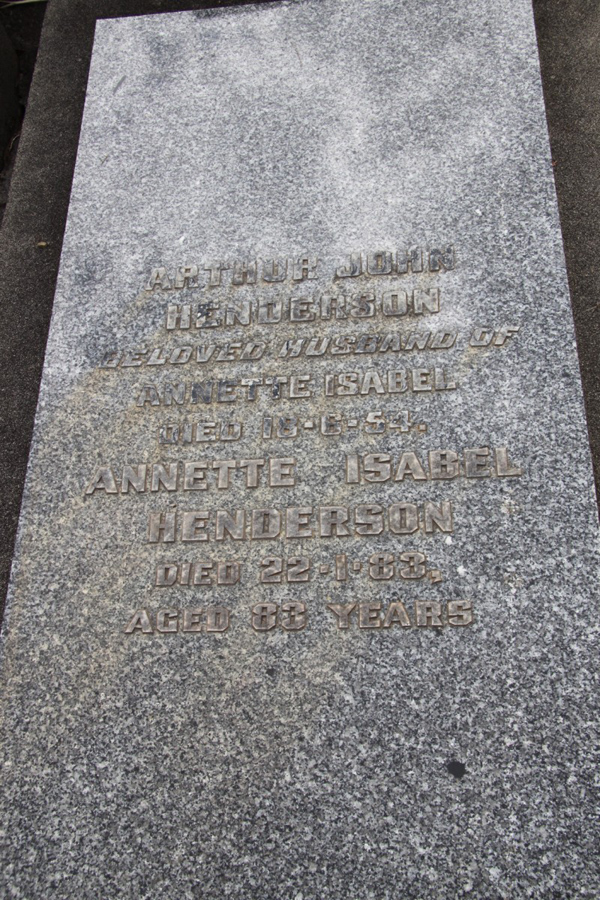 ARTHUR JOHN
HENDERSON
BELOVED HUSBAND OF
ANNETTE ISABEL
DIED 18·6·54.
ANNETTE ISABEL
HENDERSON
DIED 22·1·83,
AGED 83 YEARS